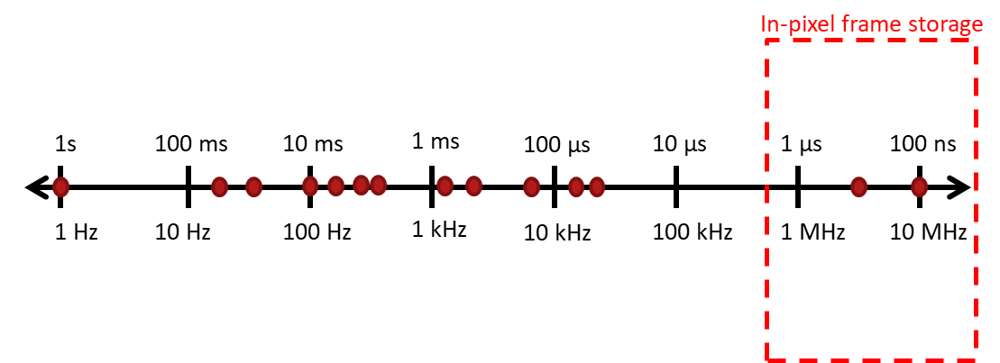 In-pixel frame storage
1s
100 ms
10 ms
1 ms
100 µs
10 µs
1 µs
100 ns
1 Hz
10 Hz
100 Hz
1 kHz
10 kHz
100 kHz
1 MHz
10 MHz